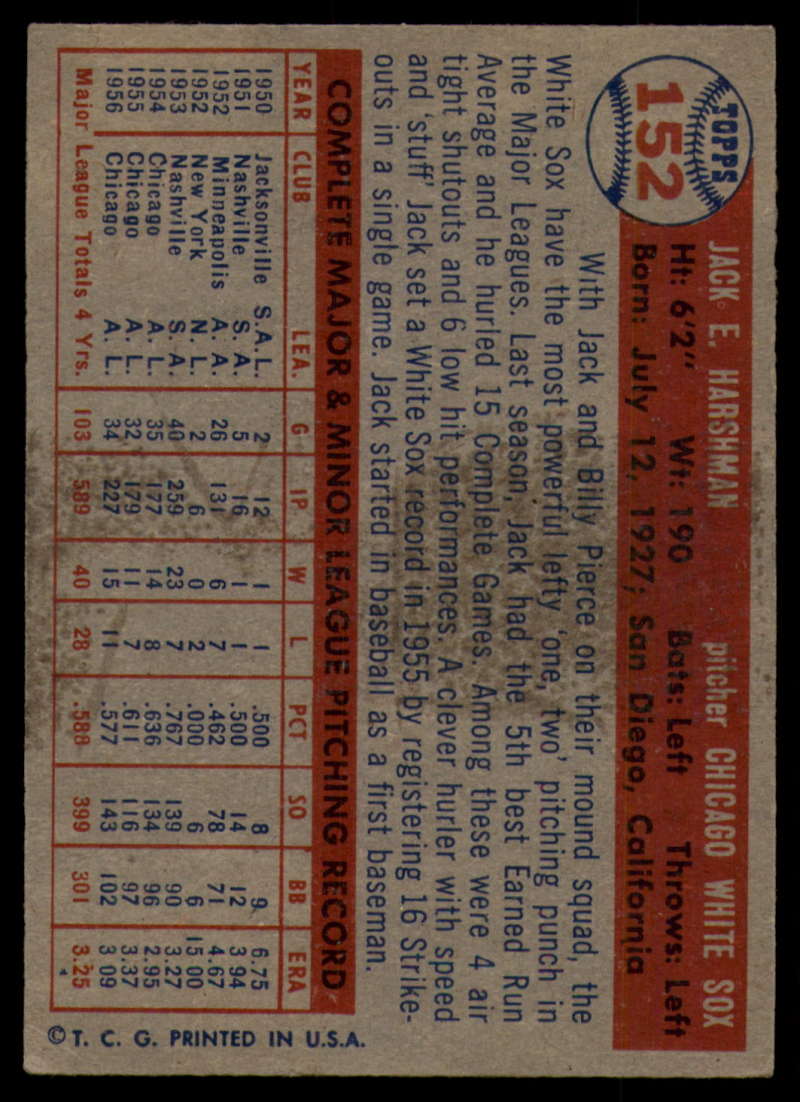 TOPPS
152
JACK E. HARSHMAN pitcher CHICAGO WHITE SOX
Ht: 6'2" Wt: 190 Bats: Left Throws: Left
Born: July 12, 1927; San Diego, California
With Jack and Billy Pierce on their mound squad, the
White Sox have the most powerful lefty 'one, two' pitching punch in
the Major Leagues. Last season, Jack had the 5th best Earned Run
Average and he hurled 15 Complete Games. Among these were 4 air
tight shutouts and 6 low hit performances. A clever hurler with speed
and 'stuff' Jack set a White Sox record in 1955 by registering 16 Strike-
outs in a single game. Jack started in baseball as a first baseman.
COMPLETE MAJOR & MINOR LEAGUE PITCHING RECORD
YEAR CLUB LEA. G IP W L PCT SO BB ERA
1950 Jacksonville S.A.L. 2 12 1 1 .500 8 9 6.75
1951 Nashville S. A. 5 16 1 1 .500 14 12 3.94
1952 Minneapolis A. A. 26 131 6 7 .462 78 71 4.67
1952 New York N. L. 2 6 0 2 .000 6 6 15.00
1953 Nashville S. A. 40 259 23 7 .767 139 90 3.27
1954 Chicago A. L. 35 177 14 8 .636 134 96 2.95
1955 Chicago A. L. 32 179 11 7 .611 116 97 3.37
1956 Chicago A. L. 34 227 15 11 .577 143 102 3.09
Major League Totals 4 Yrs. 103 589 40 28 .588 399 301 3.25
© T. C. G. PRINTED IN U.S.A.